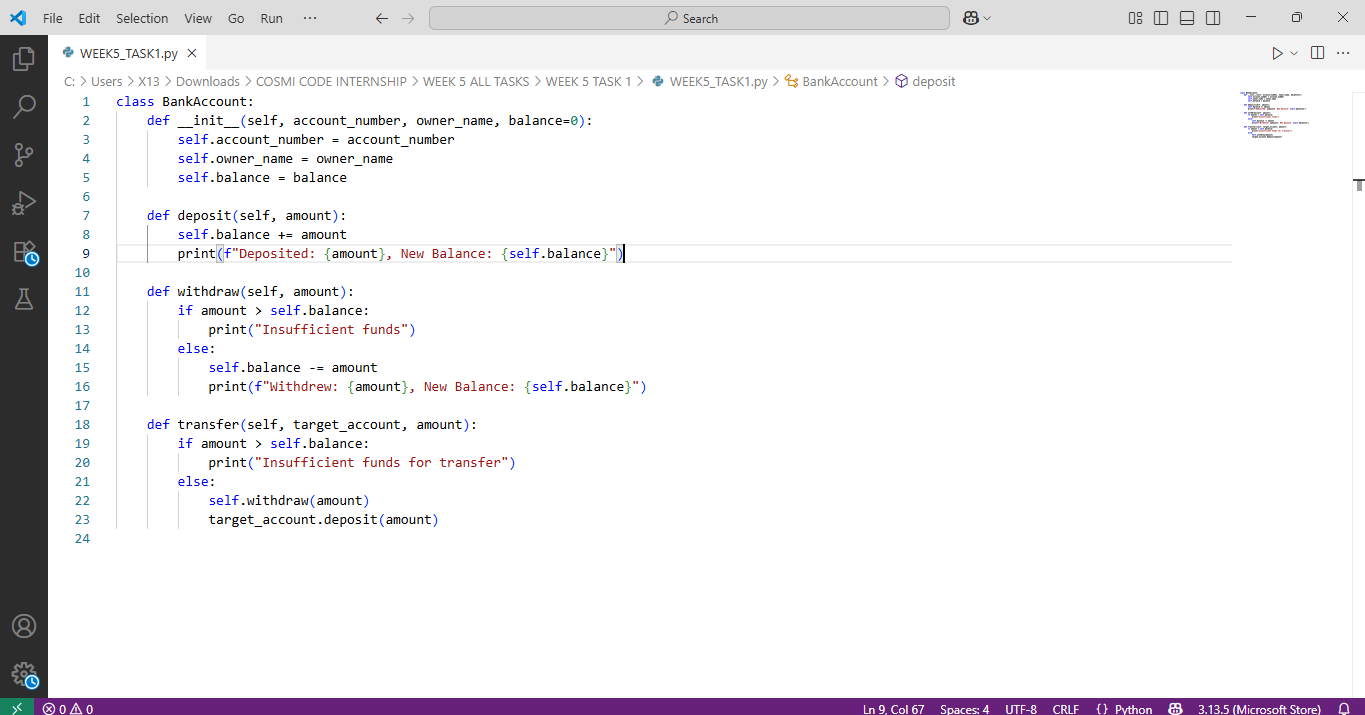 File Edit Selection View Go Run ··· Search
WEEK5_TASK1.py
C: > Users > X13 > Downloads > COSMI CODE INTERNSHIP > WEEK 5 ALL TASKS > WEEK 5 TASK 1 > WEEK5_TASK1.py > BankAccount > deposit
1 class BankAccount:
2     def __init__(self, account_number, owner_name, balance=0):
3         self.account_number = account_number
4         self.owner_name = owner_name
5         self.balance = balance
6
7     def deposit(self, amount):
8         self.balance += amount
9         print(f"Deposited: {amount}, New Balance: {self.balance}")
10
11     def withdraw(self, amount):
12         if amount > self.balance:
13             print("Insufficient funds")
14         else:
15             self.balance -= amount
16             print(f"Withdrew: {amount}, New Balance: {self.balance}")
17
18     def transfer(self, target_account, amount):
19         if amount > self.balance:
20             print("Insufficient funds for transfer")
21         else:
22             self.withdraw(amount)
23             target_account.deposit(amount)
24
0 0 Ln 9, Col 67 Spaces: 4 UTF-8 CRLF {} Python 3.13.5 (Microsoft Store)